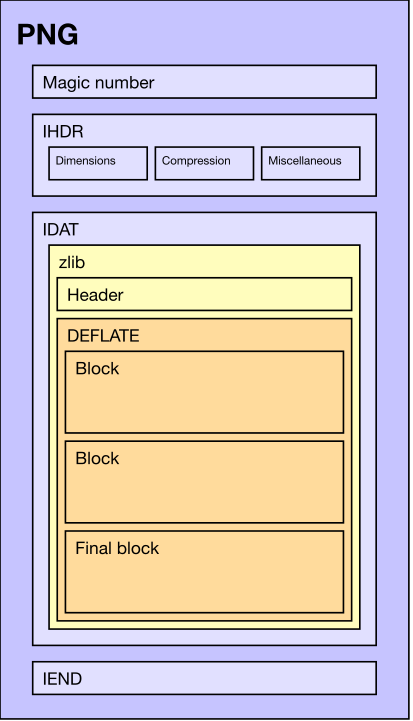 PNG
Magic number
IHDR
Dimensions
Compression
Miscellaneous
IDAT
zlib
Header
DEFLATE
Block
Block
Final block
IEND